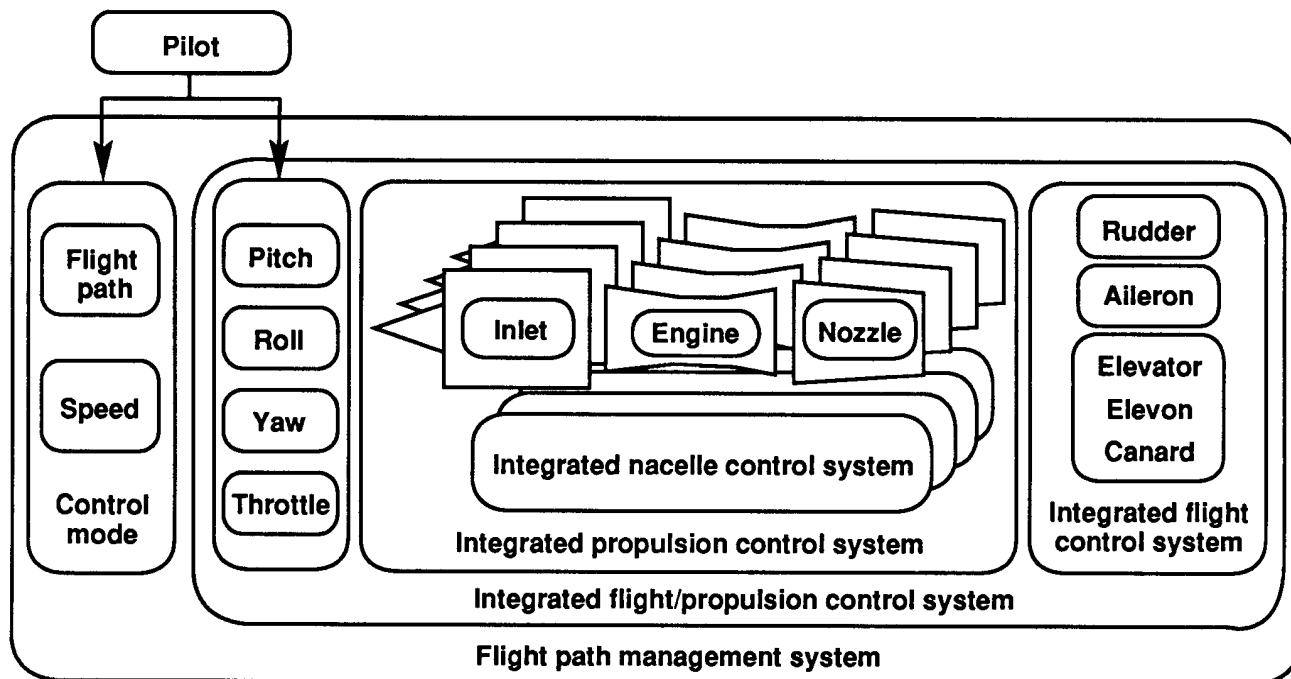 Pilot
Flight
path
Speed
Control
mode
Pitch
Roll
Yaw
Throttle
Inlet
Engine
Nozzle
Integrated nacelle control system
Integrated propulsion control system
Rudder
Aileron
Elevator
Elevon
Canard
Integrated flight
control system
Integrated flight/propulsion control system
Flight path management system